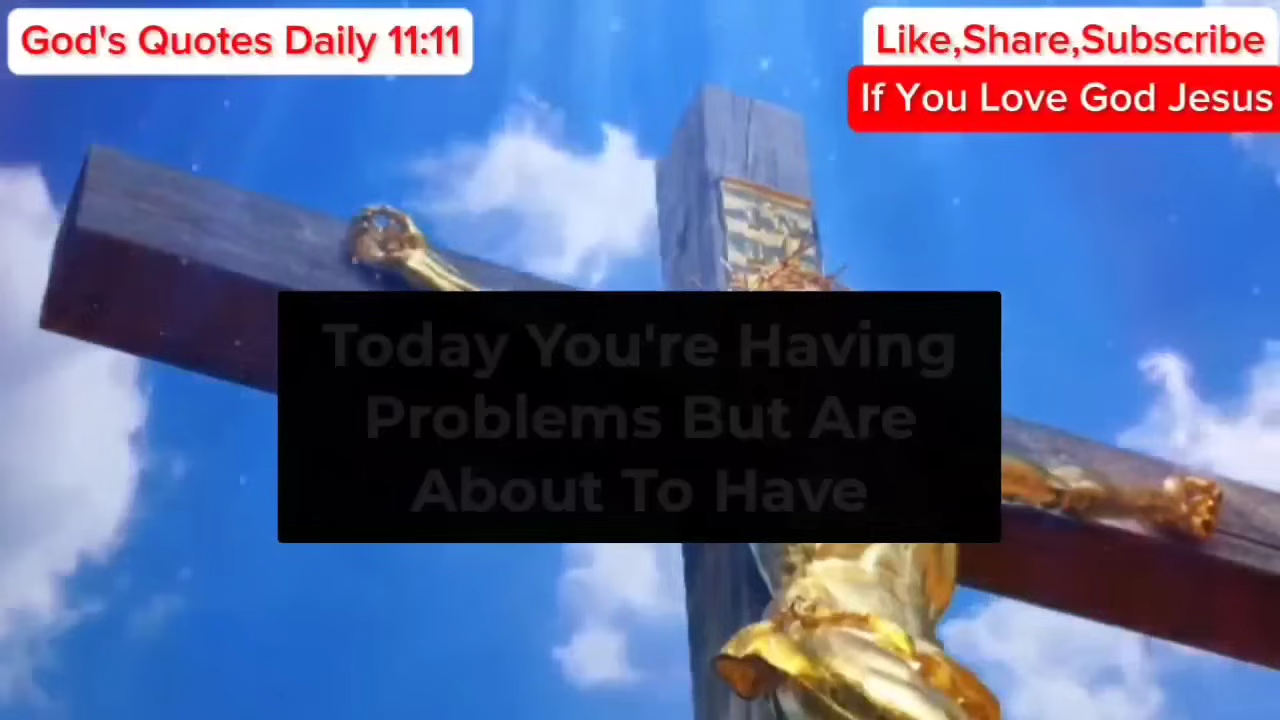 God's Quotes Daily 11:11
Like,Share,Subscribe
If You Love God Jesus
Today You're Having
Problems But Are
About To Have